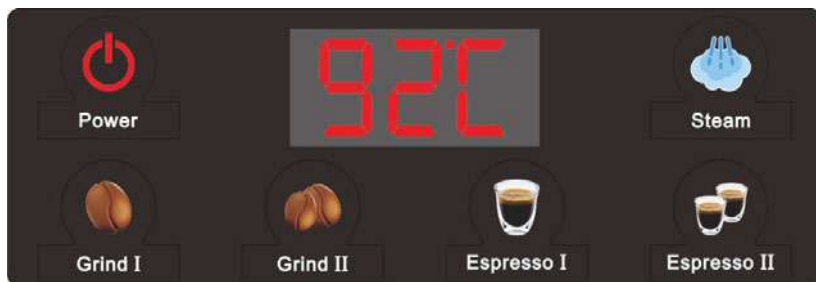 92°C
Power
Steam
Grind I
Grind II
Espresso I
Espresso II